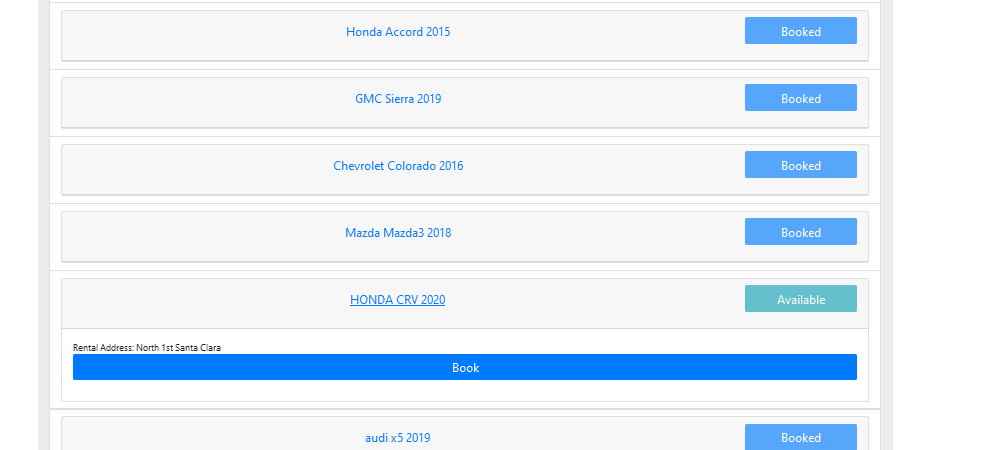 Honda Accord 2015 Booked
GMC Sierra 2019 Booked
Chevrolet Colorado 2016 Booked
Mazda Mazda3 2018 Booked
HONDA CRV 2020 Available
Rental Address: North 1st Santa Clara
Book
audi x5 2019 Booked